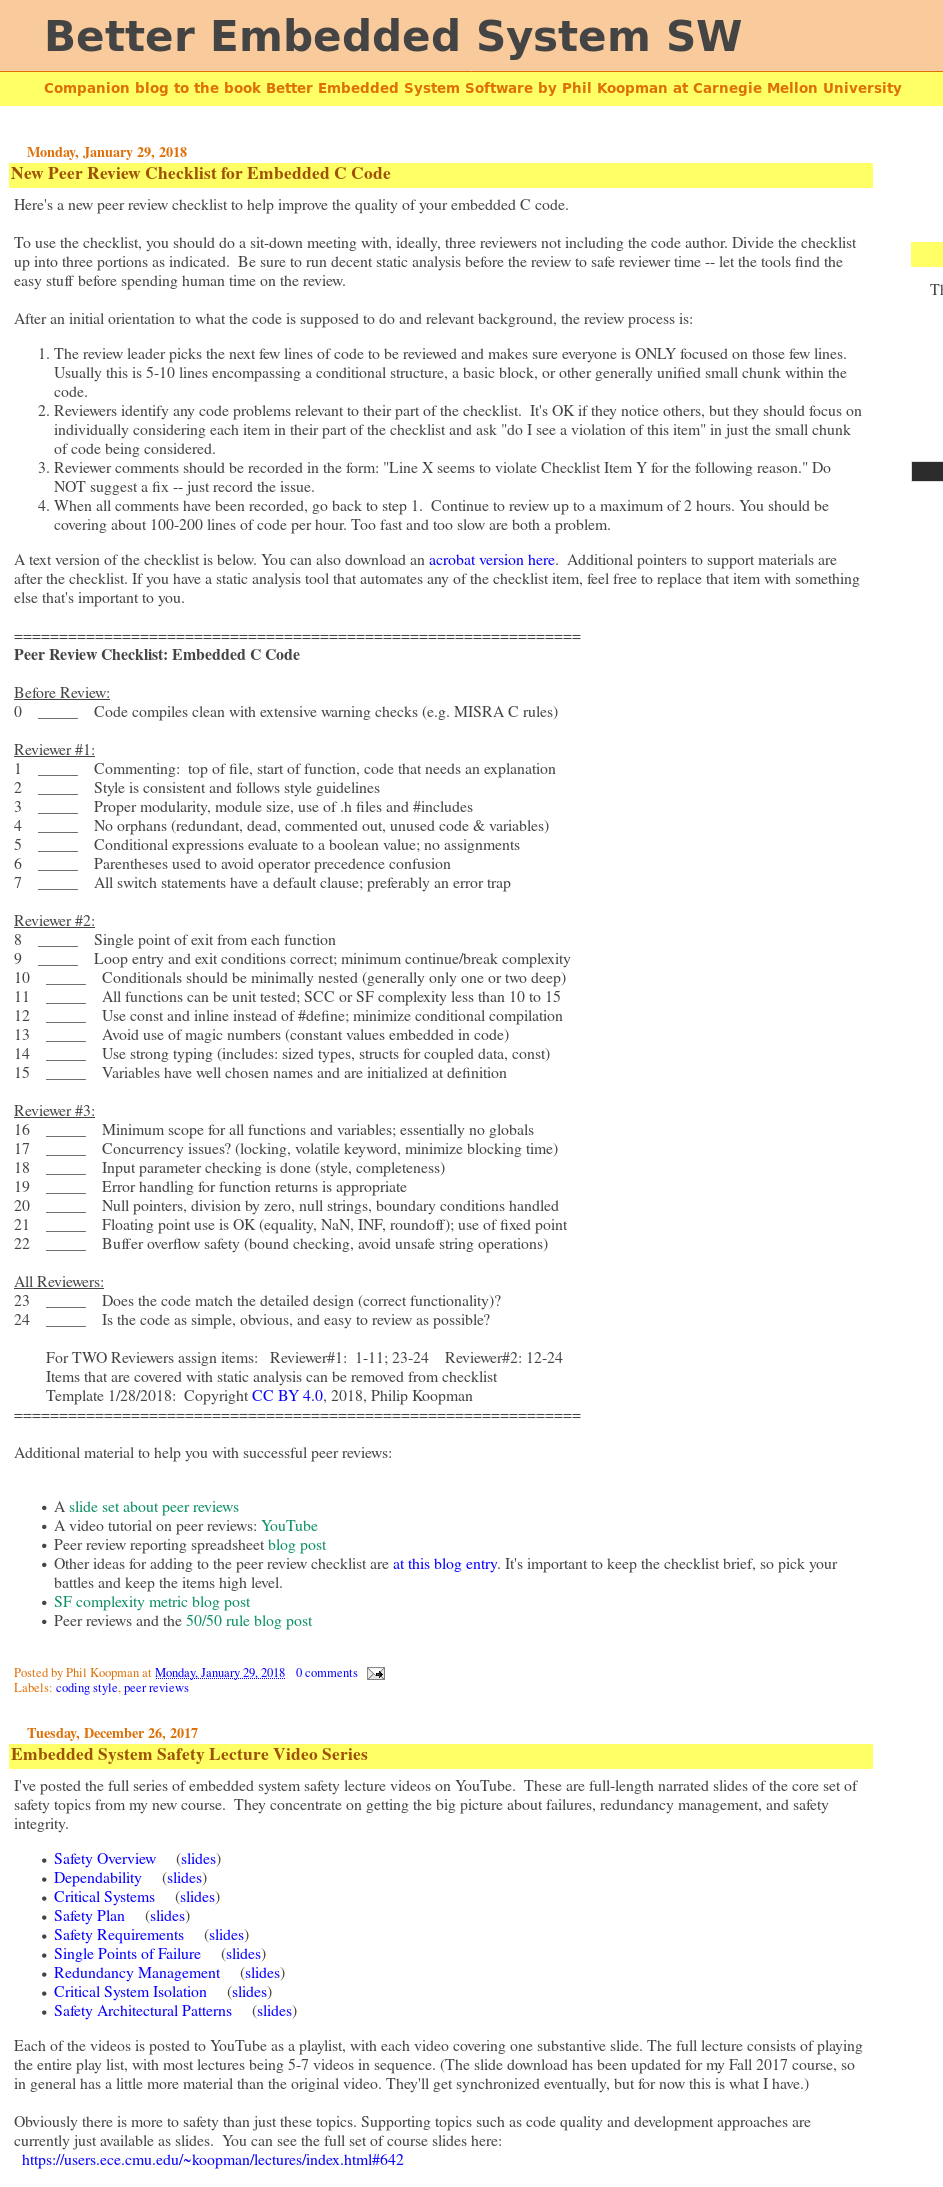 Better Embedded System SW
Companion blog to the book Better Embedded System Software by Phil Koopman at Carnegie Mellon University
Monday, January 29, 2018
New Peer Review Checklist for Embedded C Code
Here's a new peer review checklist to help improve the quality of your embedded C code.
To use the checklist, you should do a sit-down meeting with, ideally, three reviewers not including the code author. Divide the checklist
up into three portions as indicated.  Be sure to run decent static analysis before the review to safe reviewer time -- let the tools find the
easy stuff before spending human time on the review.
After an initial orientation to what the code is supposed to do and relevant background, the review process is:
1. The review leader picks the next few lines of code to be reviewed and makes sure everyone is ONLY focused on those few lines.
Usually this is 5-10 lines encompassing a conditional structure, a basic block, or other generally unified small chunk within the
code.
2. Reviewers identify any code problems relevant to their part of the checklist.  It's OK if they notice others, but they should focus on
individually considering each item in their part of the checklist and ask "do I see a violation of this item" in just the small chunk
of code being considered.
3. Reviewer comments should be recorded in the form: "Line X seems to violate Checklist Item Y for the following reason." Do
NOT suggest a fix -- just record the issue.
4. When all comments have been recorded, go back to step 1.  Continue to review up to a maximum of 2 hours. You should be
covering about 100-200 lines of code per hour. Too fast and too slow are both a problem.
A text version of the checklist is below. You can also download an acrobat version here.  Additional pointers to support materials are
after the checklist. If you have a static analysis tool that automates any of the checklist item, feel free to replace that item with something
else that's important to you.
===============================================================
Peer Review Checklist: Embedded C Code
Before Review:
0 _____ Code compiles clean with extensive warning checks (e.g. MISRA C rules)
Reviewer #1:
1 _____ Commenting:  top of file, start of function, code that needs an explanation
2 _____ Style is consistent and follows style guidelines
3 _____ Proper modularity, module size, use of .h files and #includes
4 _____ No orphans (redundant, dead, commented out, unused code & variables)
5 _____ Conditional expressions evaluate to a boolean value; no assignments
6 _____ Parentheses used to avoid operator precedence confusion
7 _____ All switch statements have a default clause; preferably an error trap
Reviewer #2:
8 _____ Single point of exit from each function
9 _____ Loop entry and exit conditions correct; minimum continue/break complexity
10 _____ Conditionals should be minimally nested (generally only one or two deep)
11 _____ All functions can be unit tested; SCC or SF complexity less than 10 to 15
12 _____ Use const and inline instead of #define; minimize conditional compilation
13 _____ Avoid use of magic numbers (constant values embedded in code)
14 _____ Use strong typing (includes: sized types, structs for coupled data, const)
15 _____ Variables have well chosen names and are initialized at definition
Reviewer #3:
16 _____ Minimum scope for all functions and variables; essentially no globals
17 _____ Concurrency issues? (locking, volatile keyword, minimize blocking time)
18 _____ Input parameter checking is done (style, completeness)
19 _____ Error handling for function returns is appropriate
20 _____ Null pointers, division by zero, null strings, boundary conditions handled
21 _____ Floating point use is OK (equality, NaN, INF, roundoff); use of fixed point
22 _____ Buffer overflow safety (bound checking, avoid unsafe string operations)
All Reviewers:
23 _____ Does the code match the detailed design (correct functionality)?
24 _____ Is the code as simple, obvious, and easy to review as possible?
For TWO Reviewers assign items:   Reviewer#1:  1-11; 23-24    Reviewer#2: 12-24
Items that are covered with static analysis can be removed from checklist
Template 1/28/2018:  Copyright CC BY 4.0, 2018, Philip Koopman
===============================================================
Additional material to help you with successful peer reviews:
• A slide set about peer reviews
• A video tutorial on peer reviews: YouTube
• Peer review reporting spreadsheet blog post
• Other ideas for adding to the peer review checklist are at this blog entry. It's important to keep the checklist brief, so pick your
battles and keep the items high level.
• SF complexity metric blog post
• Peer reviews and the 50/50 rule blog post
Posted by Phil Koopman at Monday, January 29, 2018 0 comments
Labels: coding style, peer reviews
Tuesday, December 26, 2017
Embedded System Safety Lecture Video Series
I've posted the full series of embedded system safety lecture videos on YouTube.  These are full-length narrated slides of the core set of
safety topics from my new course.  They concentrate on getting the big picture about failures, redundancy management, and safety
integrity.
• Safety Overview (slides)
• Dependability (slides)
• Critical Systems (slides)
• Safety Plan (slides)
• Safety Requirements (slides)
• Single Points of Failure (slides)
• Redundancy Management (slides)
• Critical System Isolation (slides)
• Safety Architectural Patterns (slides)
Each of the videos is posted to YouTube as a playlist, with each video covering one substantive slide. The full lecture consists of playing
the entire play list, with most lectures being 5-7 videos in sequence. (The slide download has been updated for my Fall 2017 course, so
in general has a little more material than the original video. They'll get synchronized eventually, but for now this is what I have.)
Obviously there is more to safety than just these topics. Supporting topics such as code quality and development approaches are
currently just available as slides.  You can see the full set of course slides here:
https://users.ece.cmu.edu/~koopman/lectures/index.html#642